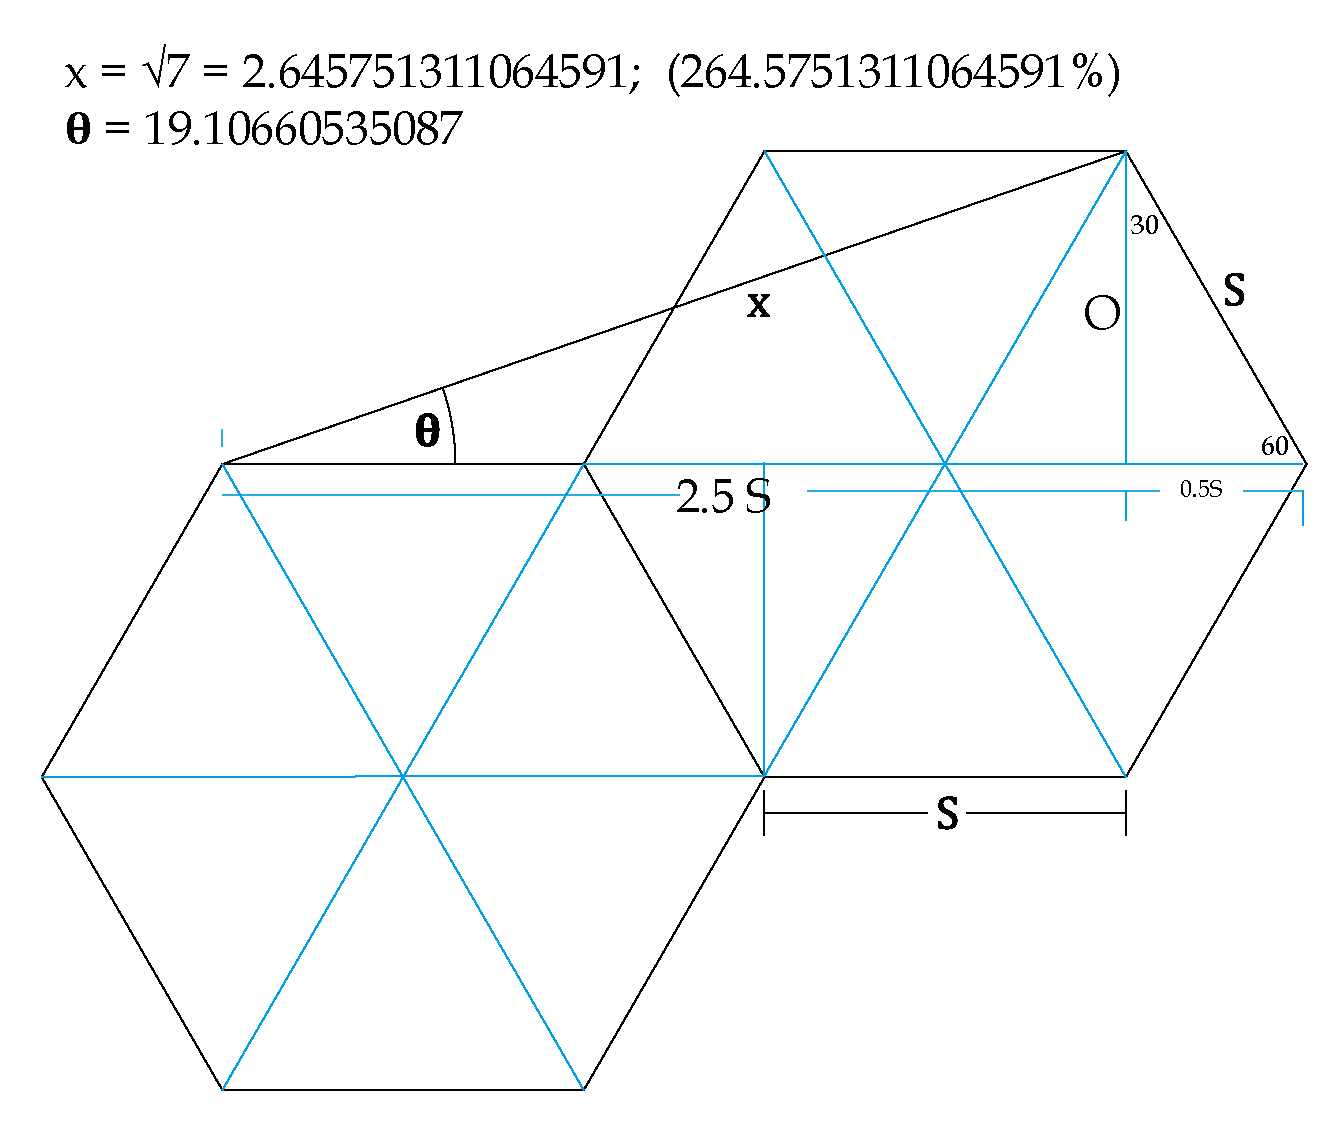 x = √7 = 2.645751311064591; (264.5751311064591%)
θ = 19.10660535087
30
S
O
x
θ
60
2.5 S
0.5S
S